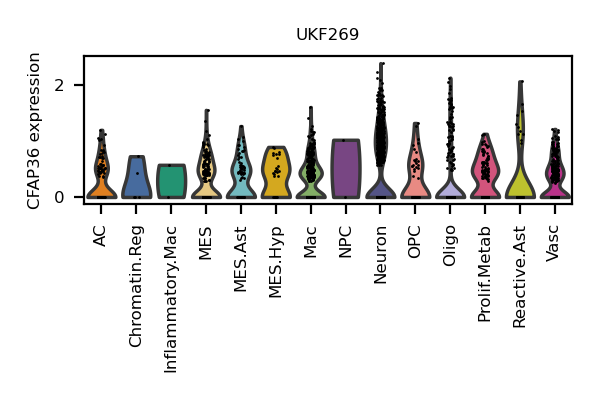 UKF269
CFAP36 expression
2
0
AC
Chromatin.Reg
Inflammatory.Mac
MES
MES.Ast
MES.Hyp
Mac
NPC
Neuron
OPC
Oligo
Prolif.Metab
Reactive.Ast
Vasc